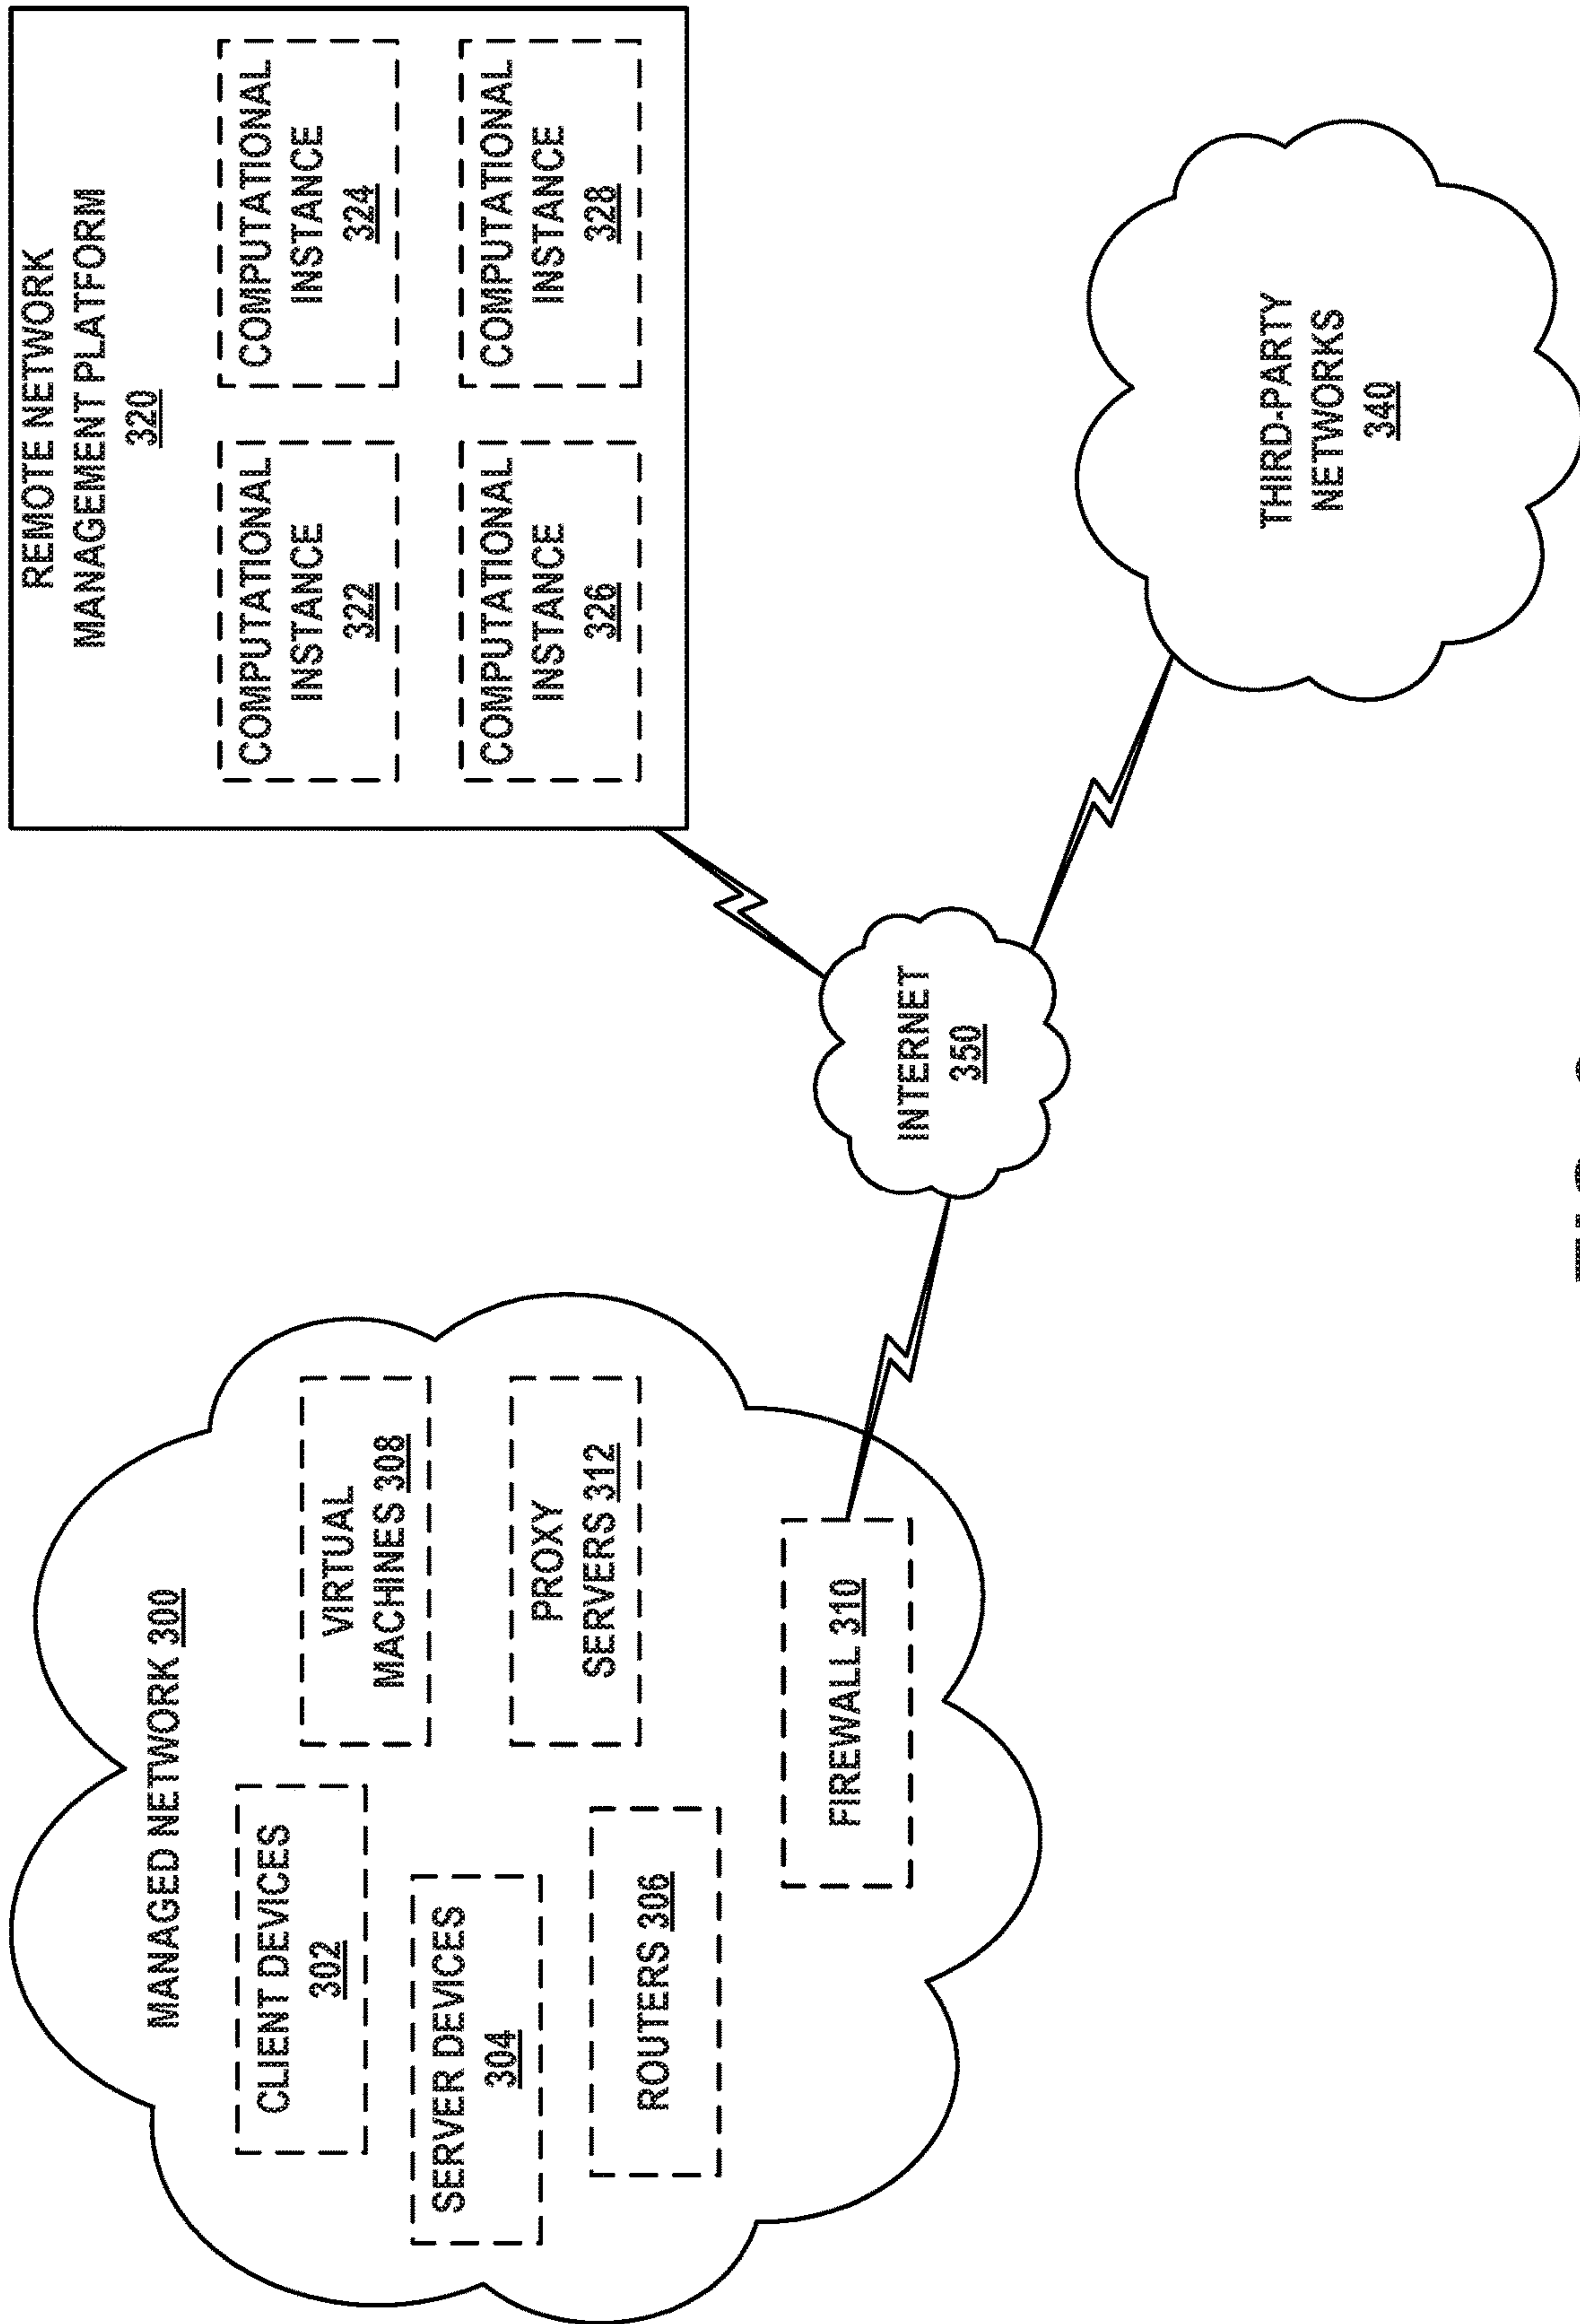 REMOTE NETWORK
MANAGEMENT PLATFORM
320
COMPUTATIONAL
INSTANCE
322
COMPUTATIONAL
INSTANCE
324
COMPUTATIONAL
INSTANCE
326
COMPUTATIONAL
INSTANCE
328
MANAGED NETWORK 300
CLIENT DEVICES
302
VIRTUAL
MACHINES 308
SERVER DEVICES
304
PROXY
SERVERS 312
ROUTERS 306
FIREWALL 310
INTERNET
350
THIRD-PARTY
NETWORKS
340